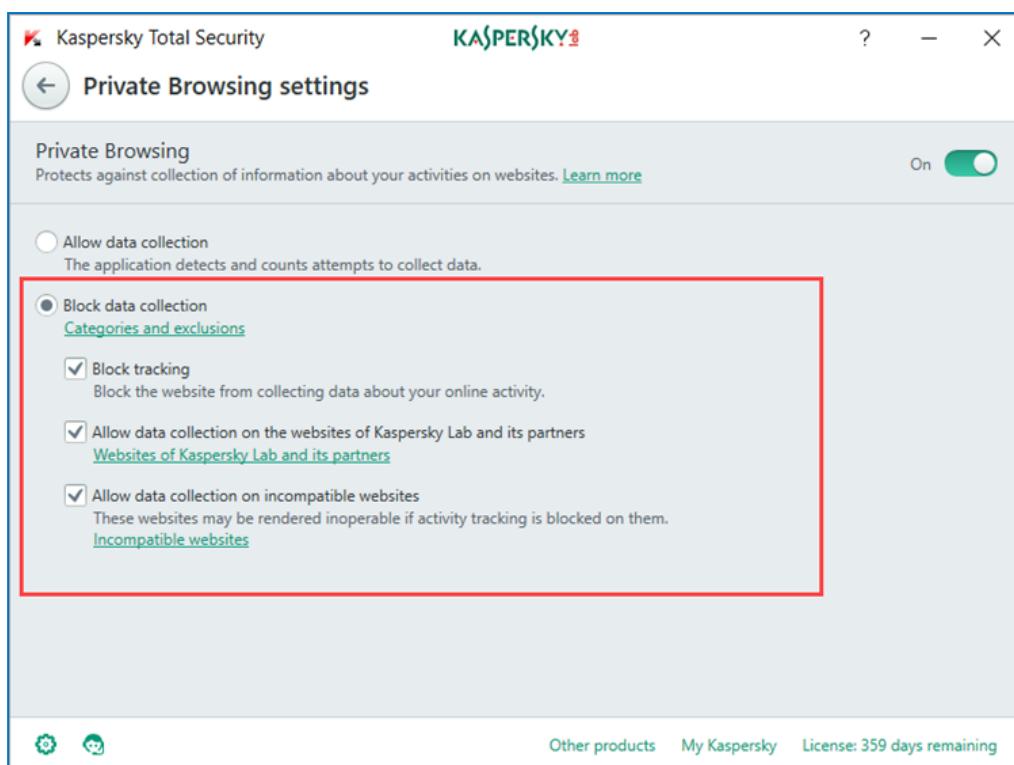 Kaspersky Total Security
KASPERSKY lab
?
Private Browsing settings
Private Browsing
Protects against collection of information about your activities on websites. Learn more
On
Allow data collection
The application detects and counts attempts to collect data.
Block data collection
Categories and exclusions
Block tracking
Block the website from collecting data about your online activity.
Allow data collection on the websites of Kaspersky Lab and its partners
Websites of Kaspersky Lab and its partners
Allow data collection on incompatible websites
These websites may be rendered inoperable if activity tracking is blocked on them.
Incompatible websites
Other products
My Kaspersky
License: 359 days remaining